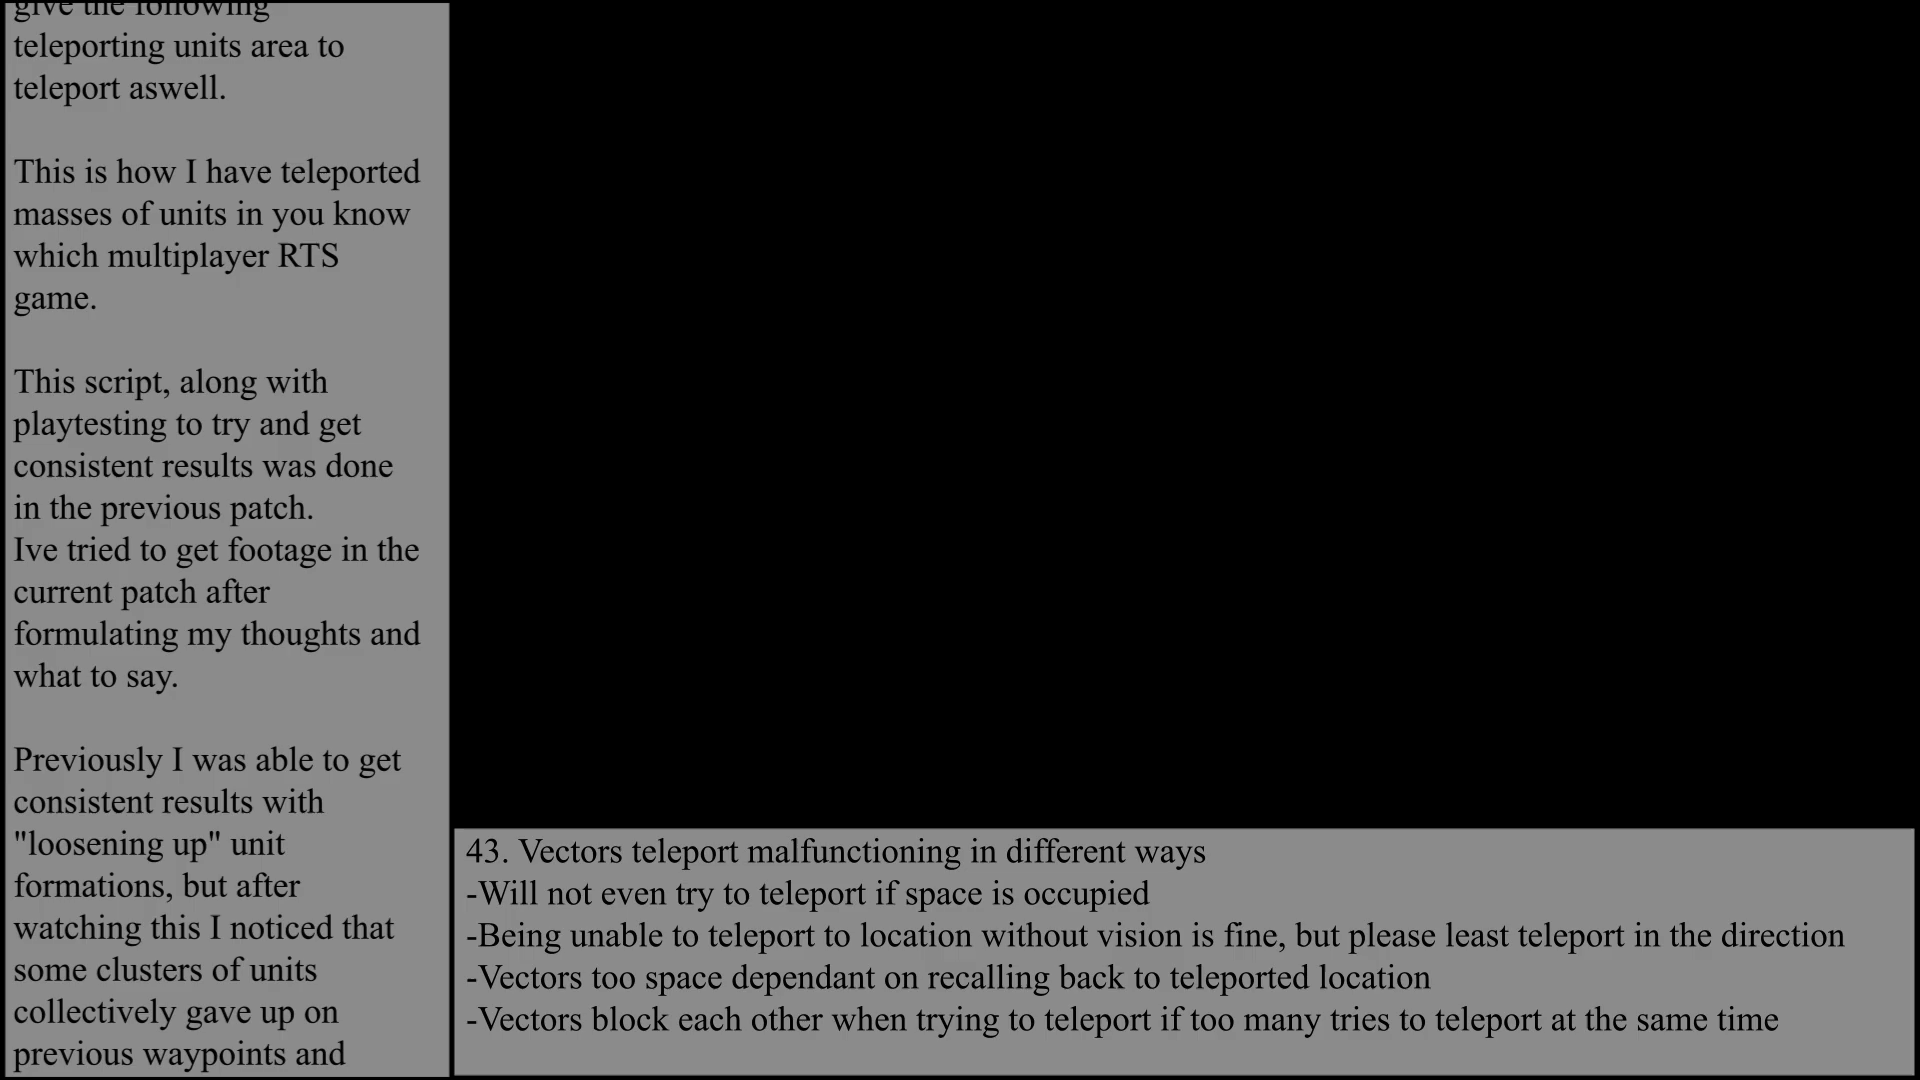 give the following
teleporting units area to
teleport aswell.
This is how I have teleported
masses of units in you know
which multiplayer RTS
game.
This script, along with
playtesting to try and get
consistent results was done
in the previous patch.
Ive tried to get footage in the
current patch after
formulating my thoughts and
what to say.
Previously I was able to get
consistent results with
"loosening up" unit
formations, but after
watching this I noticed that
some clusters of units
collectively gave up on
previous waypoints and
43. Vectors teleport malfunctioning in different ways
-Will not even try to teleport if space is occupied
-Being unable to teleport to location without vision is fine, but please least teleport in the direction
-Vectors too space dependant on recalling back to teleported location
-Vectors block each other when trying to teleport if too many tries to teleport at the same time